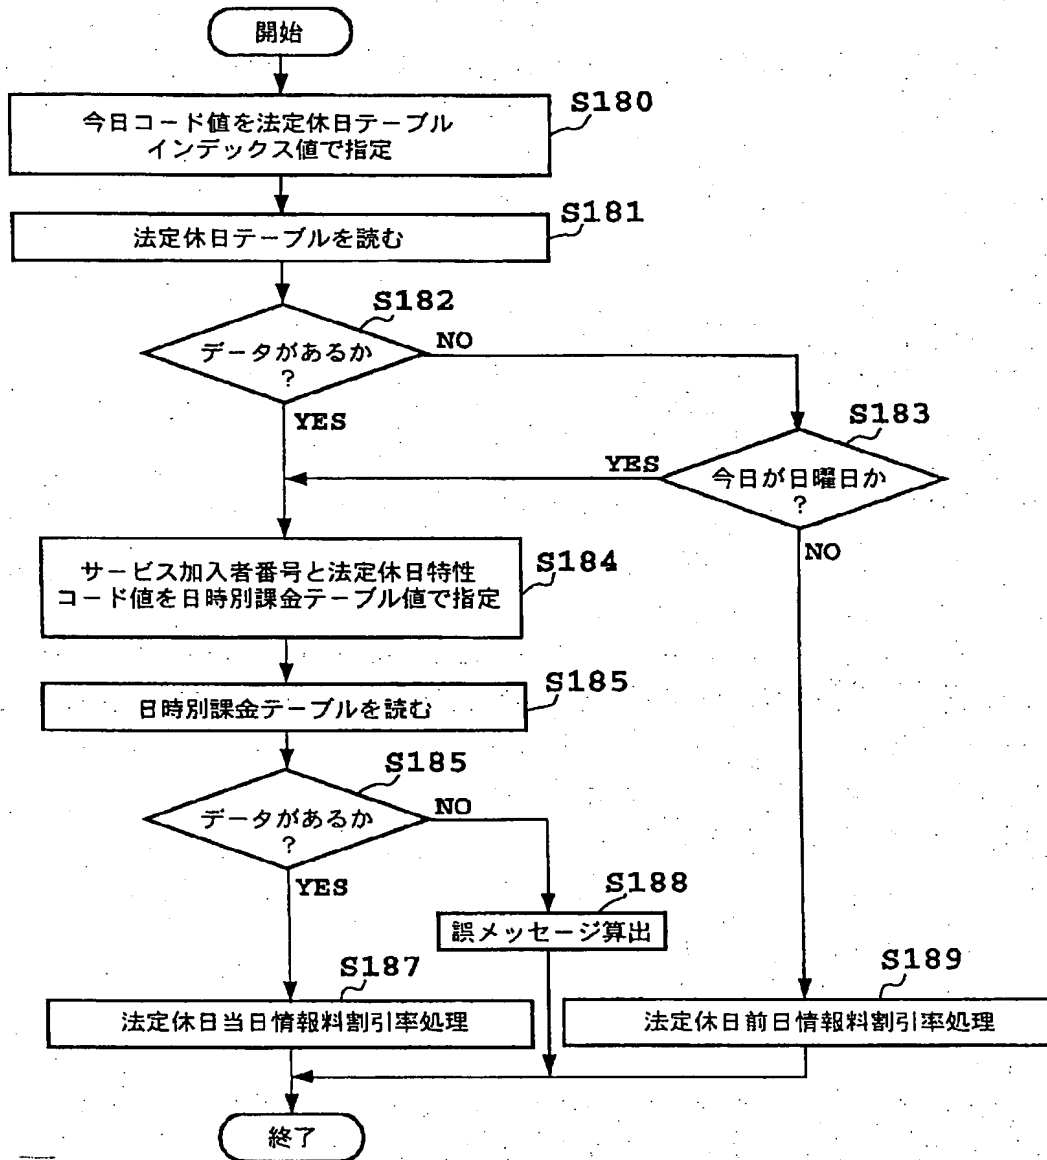 開始
S180
今日コード値を法定休日テーブル
インデックス値で指定
S181
法定休日テーブルを読む
S182
データがあるか
?
NO
YES
S183
今日が日曜日か
?
YES
NO
S184
サービス加入者番号と法定休日特性
コード値を日時別課金テーブル値で指定
S185
日時別課金テーブルを読む
S185
データがあるか
?
NO
YES
S188
誤メッセージ算出
S187
法定休日当日情報料割引率処理
S189
法定休日前日情報料割引率処理
終了